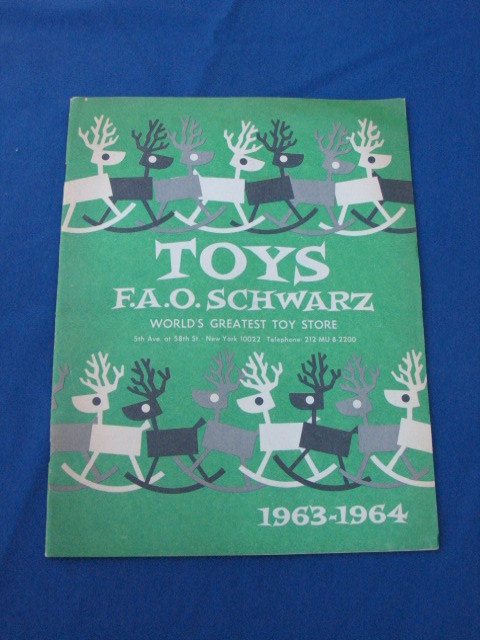 TOYS
F.A.O. SCHWARZ
WORLD'S GREATEST TOY STORE
5th Ave. at 58th St. New York 10022 Telephone: 212 MU 8-2200
1963-1964